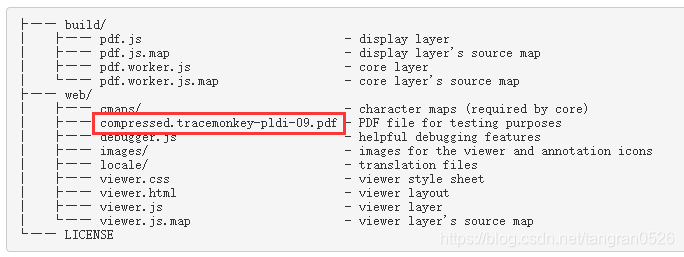 ├── build/
│   ├── pdf.js - display layer
│   ├── pdf.js.map - display layer's source map
│   ├── pdf.worker.js - core layer
│   └── pdf.worker.js.map - core layer's source map
├── web/
│   ├── cmaps/ - character maps (required by core)
│   ├── compressed.tracemonkey-pldi-09.pdf - PDF file for testing purposes
│   ├── debugger.js - helpful debugging features
│   ├── images/ - images for the viewer and annotation icons
│   ├── locale/ - translation files
│   ├── viewer.css - viewer style sheet
│   ├── viewer.html - viewer layout
│   ├── viewer.js - viewer layer
│   └── viewer.js.map - viewer layer's source map
└── LICENSE
https://blog.csdn.net/tangran0526